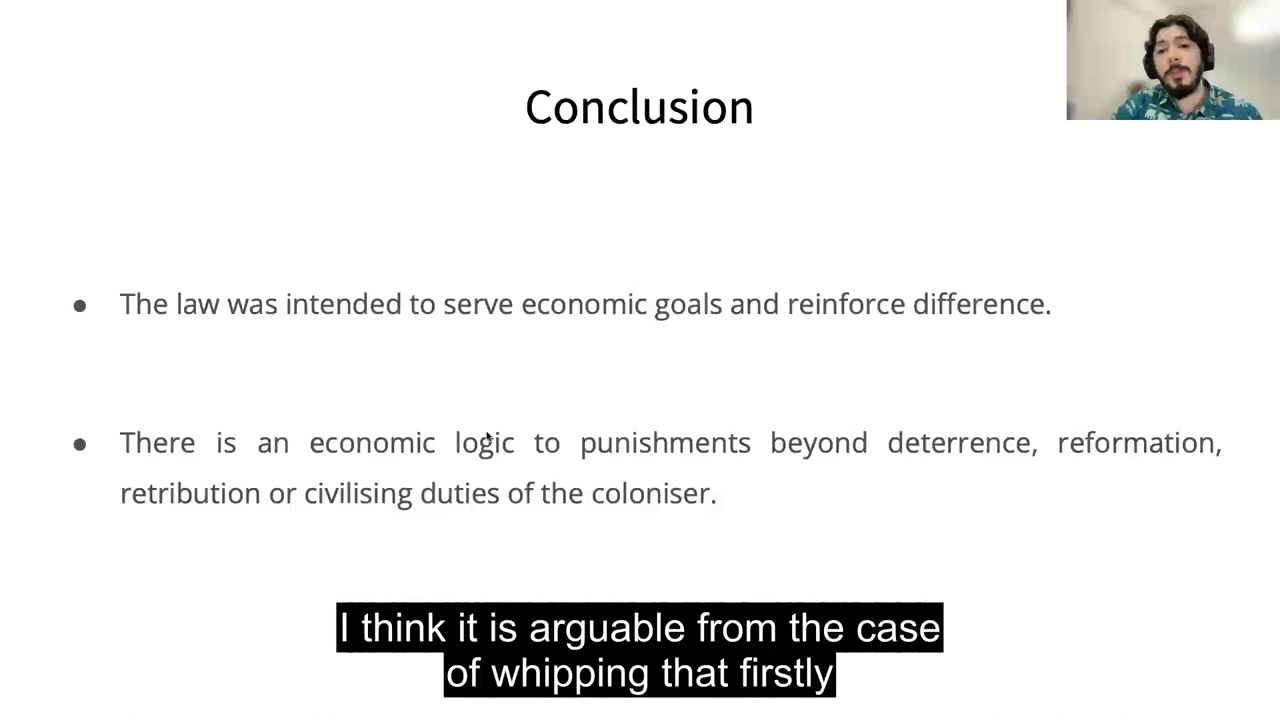 Conclusion
● The law was intended to serve economic goals and reinforce difference.
● There is an economic logic to punishments beyond deterrence, reformation,
retribution or civilising duties of the coloniser.
I think it is arguable from the case
of whipping that firstly